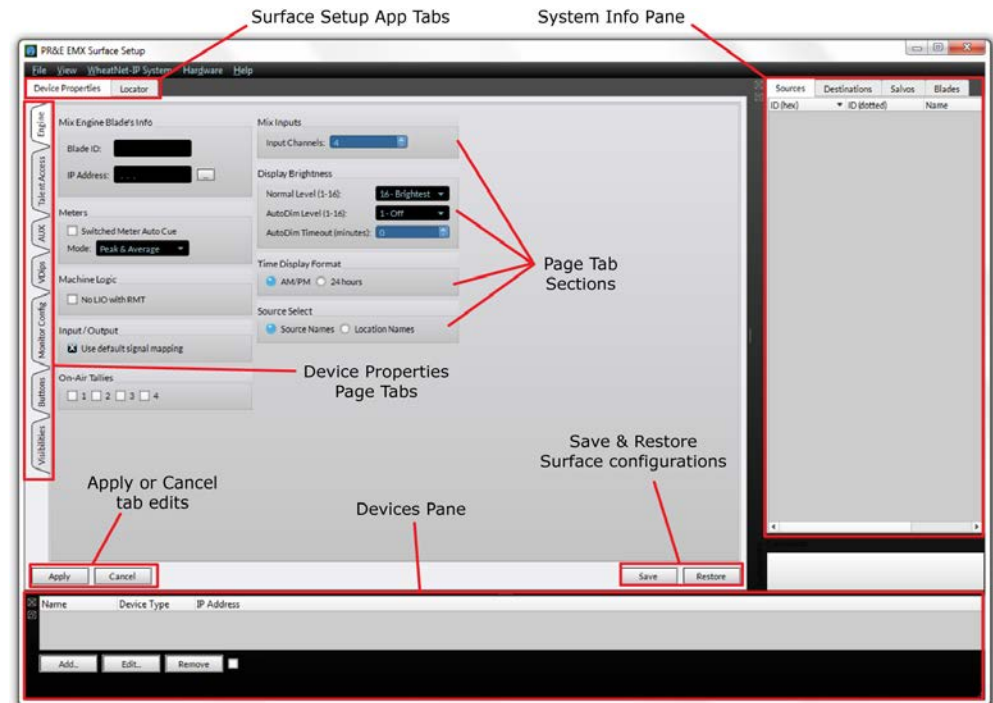 Surface Setup App Tabs
System Info Pane
PR&E EMX Surface Setup
File View WheatNet-IP System Hardware Help
Device Properties Locator
Sources Destinations Salvos Blades
ID (hex) ID (dotted) Name
Engine
Talent Access
AUX
VDips
Monitor Config
Buttons
Visibilities
Mix Engine Blade's Info
Blade ID:
IP Address: . . .
...
Meters
Switched Meter Auto Cue
Mode: Peak & Average
Machine Logic
No LIO with RMT
Input / Output
Use default signal mapping
On-Air Tallies
1 2 3 4
Mix Inputs
Input Channels: 4
Display Brightness
Normal Level (1-16): 16 - Brightest
AutoDim Level (1-16): 1 - Off
AutoDim Timeout (minutes): 0
Time Display Format
AM/PM 24 hours
Source Select
Source Names Location Names
Page Tab
Sections
Device Properties
Page Tabs
Save & Restore
Surface configurations
Apply or Cancel
tab edits
Devices Pane
Apply Cancel
Save Restore
Name Device Type IP Address
Add... Edit... Remove